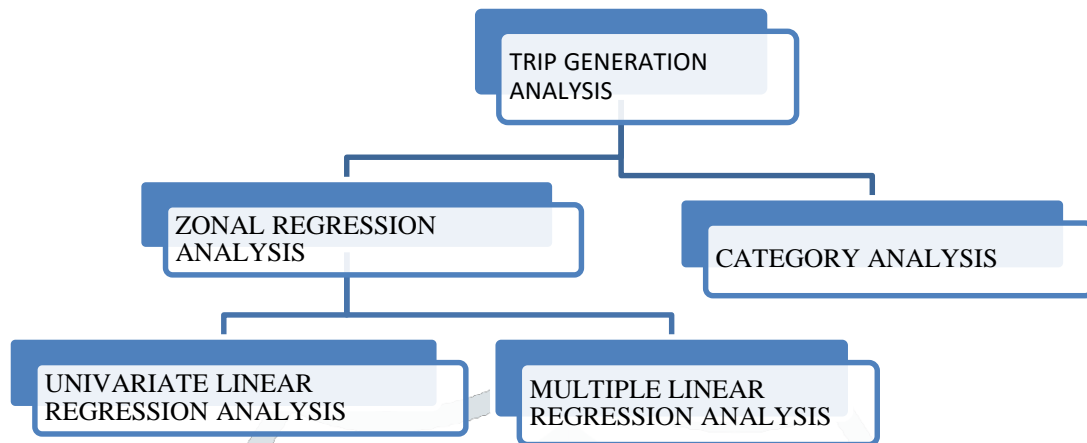 TRIP GENERATION
ANALYSIS
ZONAL REGRESSION
ANALYSIS
CATEGORY ANALYSIS
UNIVARIATE LINEAR
REGRESSION ANALYSIS
MULTIPLE LINEAR
REGRESSION ANALYSIS